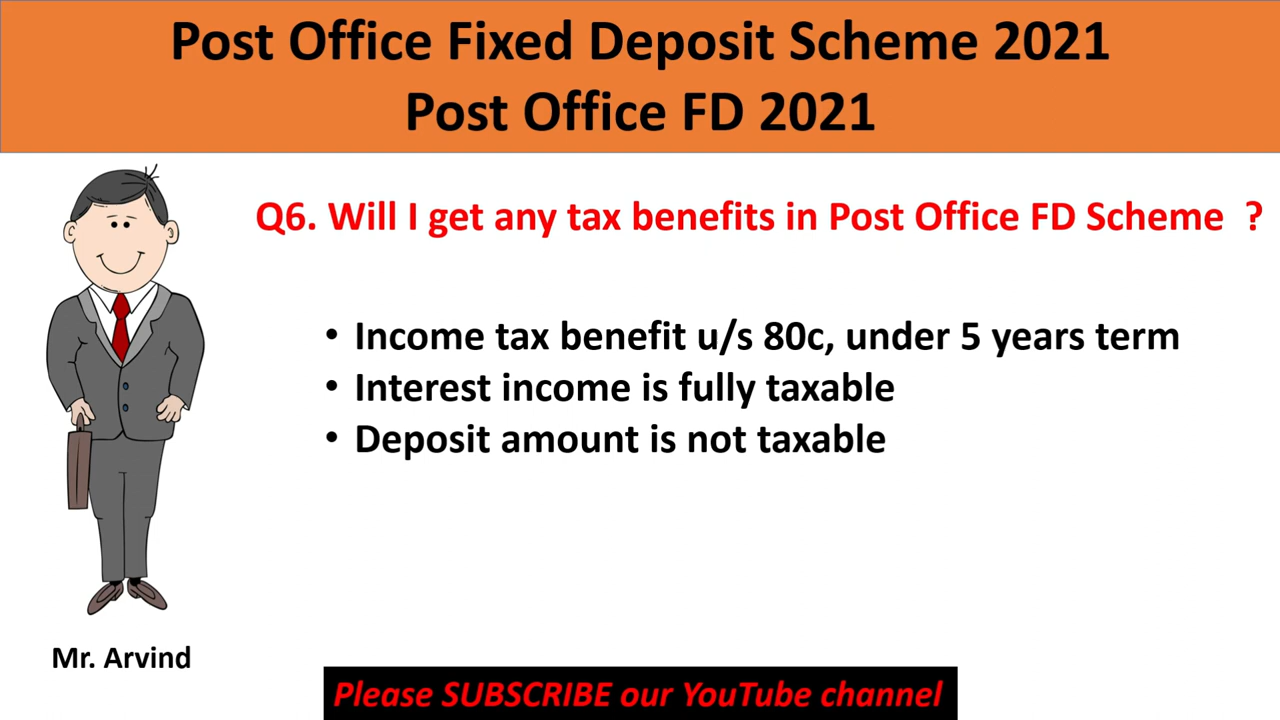 Post Office Fixed Deposit Scheme 2021
Post Office FD 2021
Q6. Will I get any tax benefits in Post Office FD Scheme ?
• Income tax benefit u/s 80c, under 5 years term
• Interest income is fully taxable
• Deposit amount is not taxable
Mr. Arvind
Please SUBSCRIBE our YouTube channel